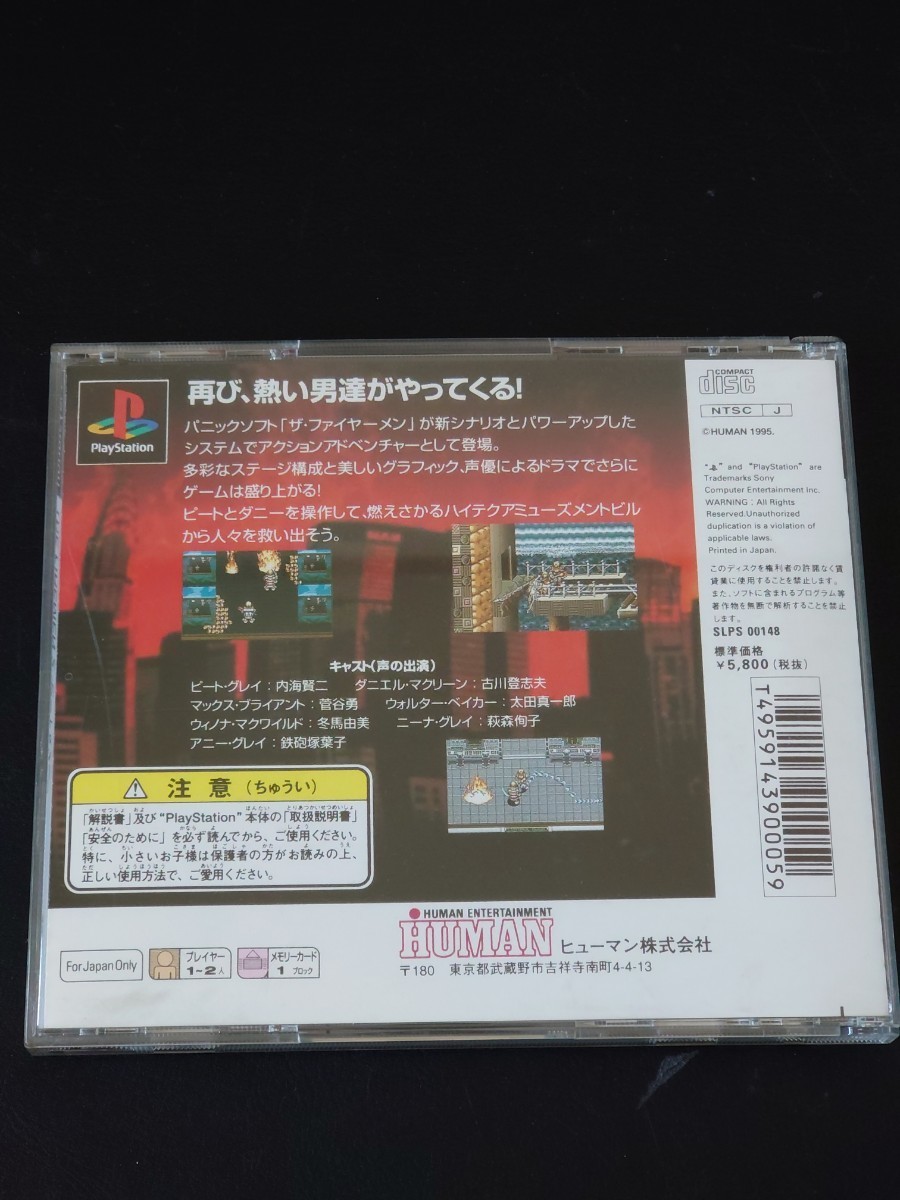 PlayStation
再び、熱い男達がやってくる!
パニックソフト「ザ・ファイヤーメン」が新シナリオとパワーアップした
システムでアクションアドベンチャーとして登場。
多彩なステージ構成と美しいグラフィック、声優によるドラマでさらに
ゲームは盛り上がる!
ピートとダニーを操作して、燃えさかるハイテクアミューズメントビル
から人々を救い出そう。
キャスト(声の出演)
ピート・グレイ:内海賢二 ダニエル・マクリーン:古川登志夫
マックス・ブライアント:菅谷勇 ウォルター・ベイカー:太田真一郎
ウィノナ・マクワイルド:冬馬由美 ニーナ・グレイ:萩森侚子
アニー・グレイ:鉄砲塚葉子
注意(ちゅうい)
「解説書」及び“PlayStation”本体の「取扱説明書」
「安全のために」を必ず読んでから、ご使用ください。
特に、小さいお子様は保護者の方がお読みの上、
正しい使用方法で、ご愛用ください。
COMPACT
disc
NTSC J
©HUMAN 1995.
" " and "PlayStation" are
Trademarks Sony
Computer Entertainment Inc.
WARNING : All Rights
Reserved.Unauthorized
duplication is a violation of
applicable laws.
Printed in Japan.
このディスクを権利者の許諾なく賃
貸業に使用することを禁止します。
また、ソフトに含まれるプログラム等
著作物を無断で解析することを禁止
します。
SLPS 00148
標準価格
¥5,800(税抜)
T4959143900059
For Japan Only
プレイヤー
1~2人
メモリーカード
1 ブロック
HUMAN ENTERTAINMENT
HUMAN ヒューマン株式会社
〒180 東京都武蔵野市吉祥寺南町4-4-13